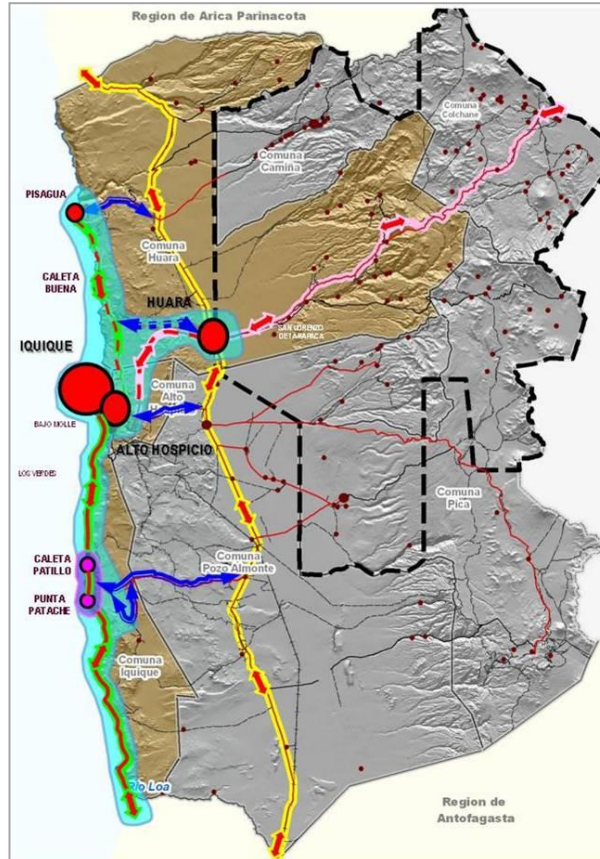 Region de Arica Parinacota
Comuna
Colchane
Comuna
Camiña
PISAGUA
Comuna
Huara
CALETA
BUENA
HUARA
SAN LORENZO
DE TARAPACA
IQUIQUE
Comuna
Alto
BAJO MOLLE
ALTO HOSPICIO
LOS VERDES
Comuna
Pica
CALETA
PATILLO
Comuna
Pozo Almonte
PUNTA
PATACHE
Comuna
Iquique
Rio Loa
Region de
Antofagasta